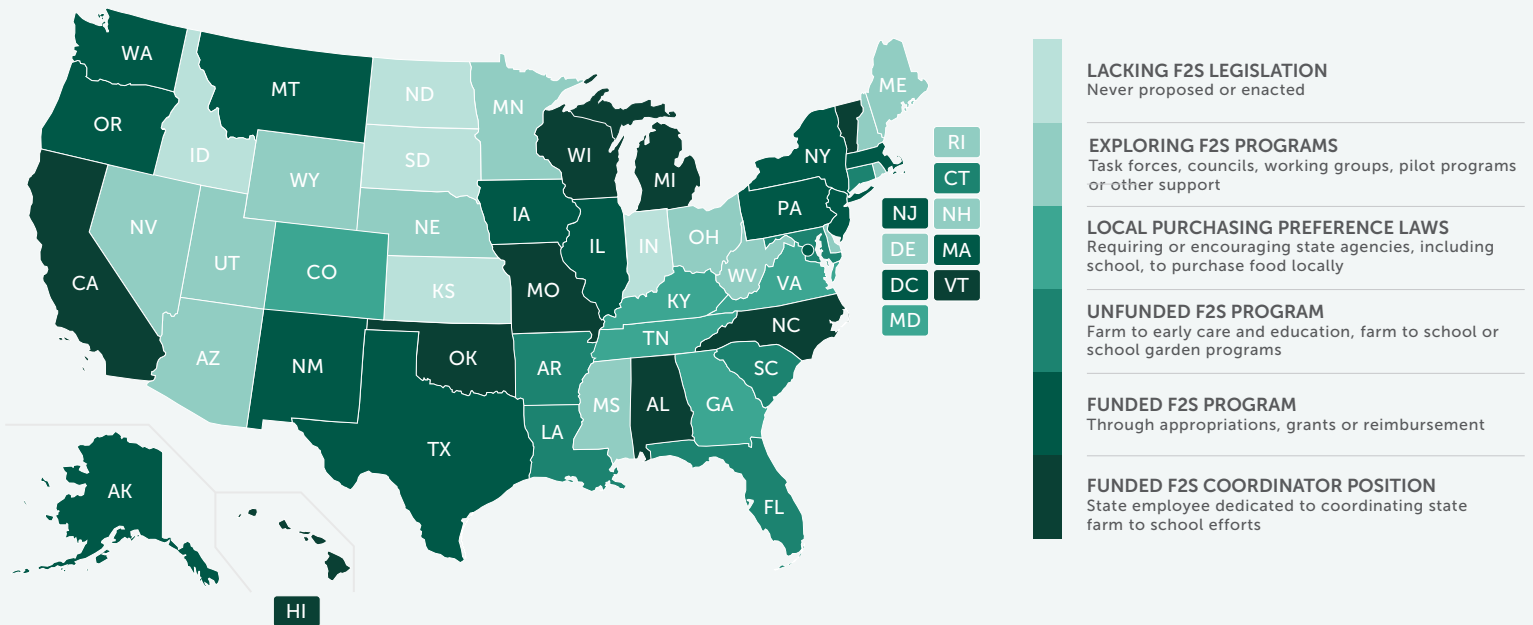 WA
MT
ND
MN
ME
OR
ID
SD
WI
MI
NY
WY
IA
PA
NV
NE
IL
IN
OH
UT
CO
KS
MO
WV
VA
CA
KY
AZ
NM
OK
AR
TN
NC
SC
MS
AL
GA
TX
LA
FL
AK
HI
RI
CT
NJ
NH
DE
MA
DC
VT
MD
LACKING F2S LEGISLATION
Never proposed or enacted
EXPLORING F2S PROGRAMS
Task forces, councils, working groups, pilot programs
or other support
LOCAL PURCHASING PREFERENCE LAWS
Requiring or encouraging state agencies, including
school, to purchase food locally
UNFUNDED F2S PROGRAM
Farm to early care and education, farm to school or
school garden programs
FUNDED F2S PROGRAM
Through appropriations, grants or reimbursement
FUNDED F2S COORDINATOR POSITION
State employee dedicated to coordinating state
farm to school efforts